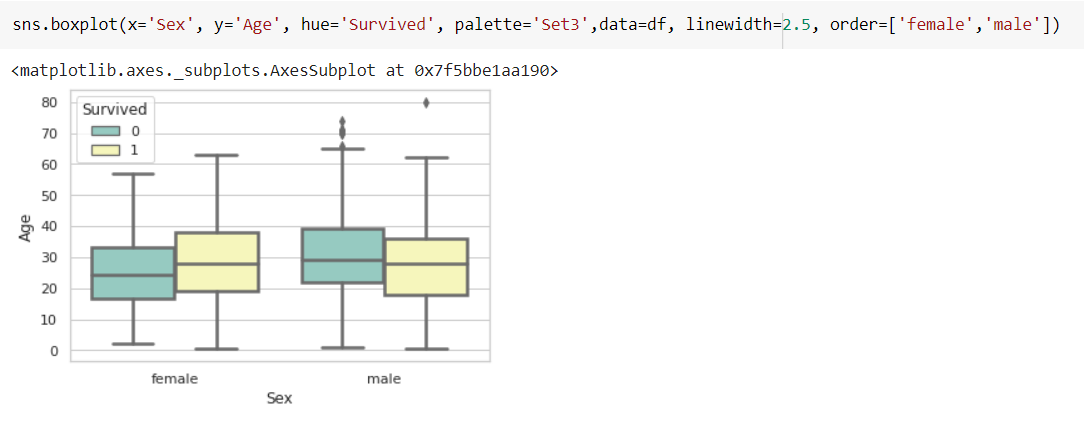 sns.boxplot(x='Sex', y='Age', hue='Survived', palette='Set3',data=df, linewidth=2.5, order=['female','male'])
<matplotlib.axes._subplots.AxesSubplot at 0x7f5bbe1aa190>
Survived
0
1
80
70
60
50
40
30
20
10
0
Age
female male
Sex